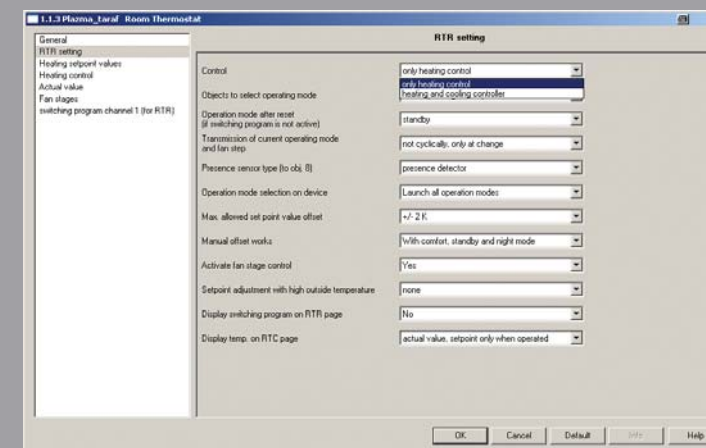 1.1.3 Plazma_taraf Room Thermostat
General
RTR setting
Heating setpoint values
Heating control
Actual value
Fan stages
switching program channel 1 (for RTR)
RTR setting
Control
only heating control
only heating control
heating and cooling controller
Objects to select operating mode
Operation mode after reset
(if switching program is not active)
standby
Transmission of current operating mode
and fan step
not cyclically, only at change
Presence sensor type (to obj. 8)
presence detector
Operation mode selection on device
Launch all operation modes
Max. allowed set point value offset
+/- 2 K
Manual offset works
With comfort, standby and night mode
Activate fan stage control
Yes
Setpoint adjustment with high outside temperature
none
Display switching program on RTR page
No
Display temp. on RTC page
actual value, setpoint only when operated
OK
Cancel
Default
Info
Help